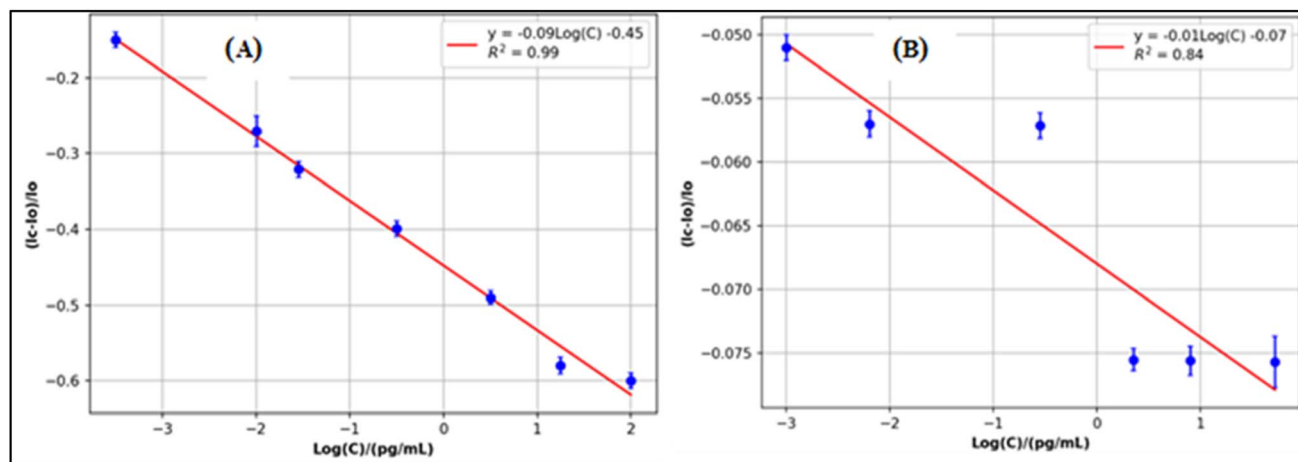 (A)
y = -0.09Log(C) -0.45
R² = 0.99
(Ic-Io)/Io
−0.2
−0.3
−0.4
−0.5
−0.6
−3
−2
−1
0
1
2
Log(C)/(pg/mL)
(B)
y = -0.01Log(C) -0.07
R² = 0.84
(Ic-Io)/Io
−0.050
−0.055
−0.060
−0.065
−0.070
−0.075
−3
−2
−1
0
1
Log(C)/(pg/mL)